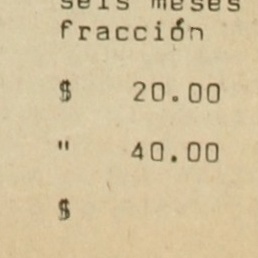 seis meses
fracción
$ 20.00
" 40.00
$